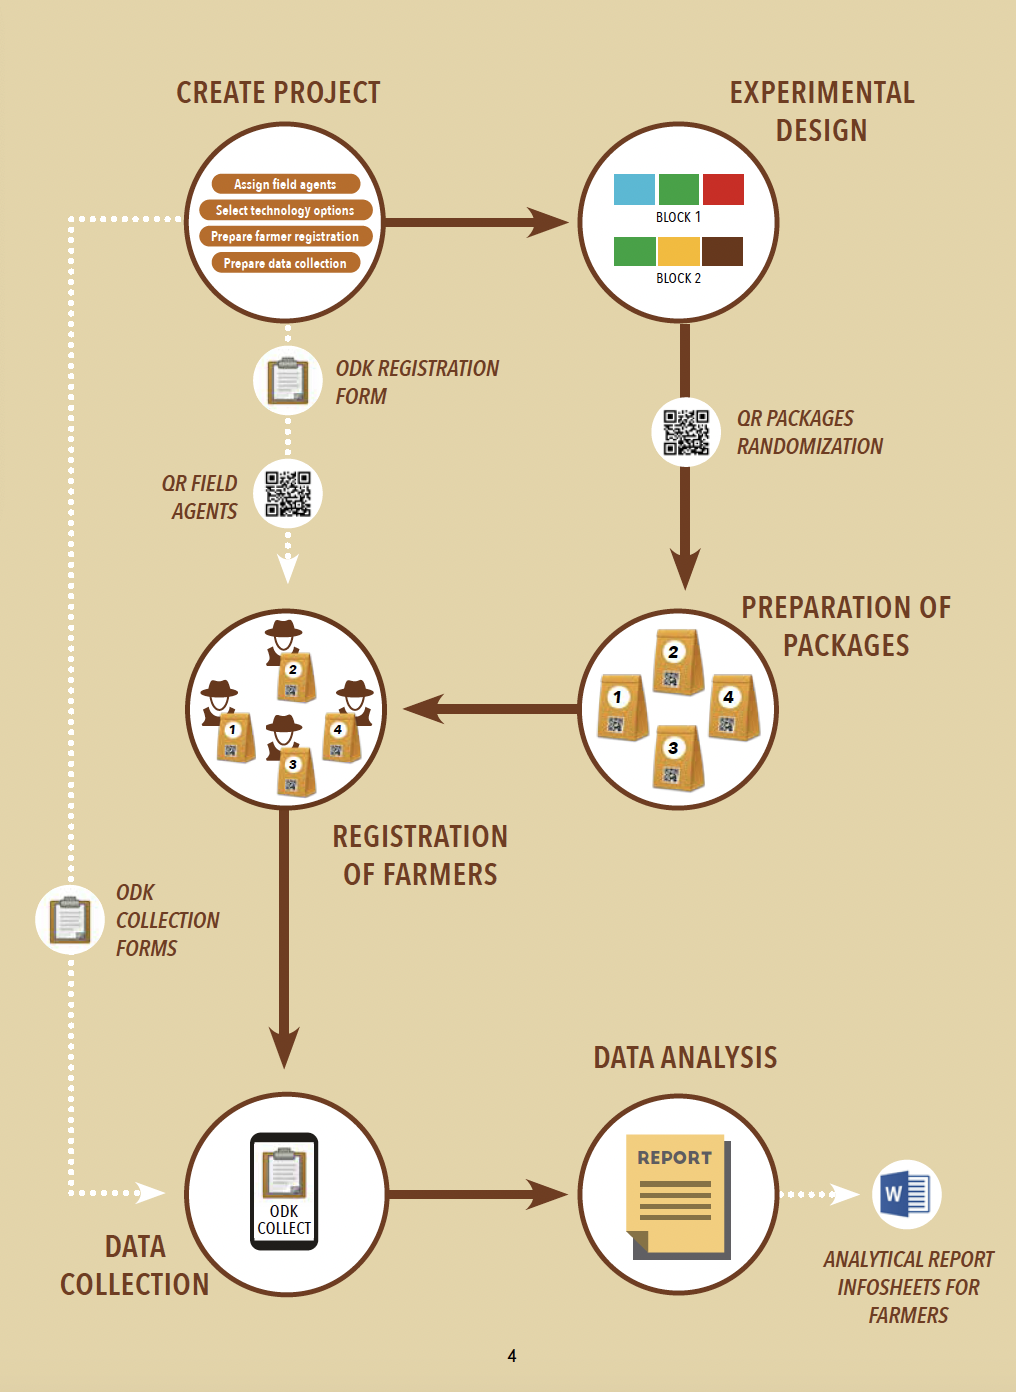 CREATE PROJECT
Assign field agents
Select technology options
Prepare farmer registration
Prepare data collection
EXPERIMENTAL
DESIGN
BLOCK 1
BLOCK 2
ODK REGISTRATION
FORM
QR FIELD
AGENTS
QR PACKAGES
RANDOMIZATION
PREPARATION OF
PACKAGES
2
1
4
3
2
1
4
3
REGISTRATION
OF FARMERS
ODK
COLLECTION
FORMS
ODK
COLLECT
DATA
COLLECTION
DATA ANALYSIS
REPORT
W
ANALYTICAL REPORT
INFOSHEETS FOR
FARMERS
4